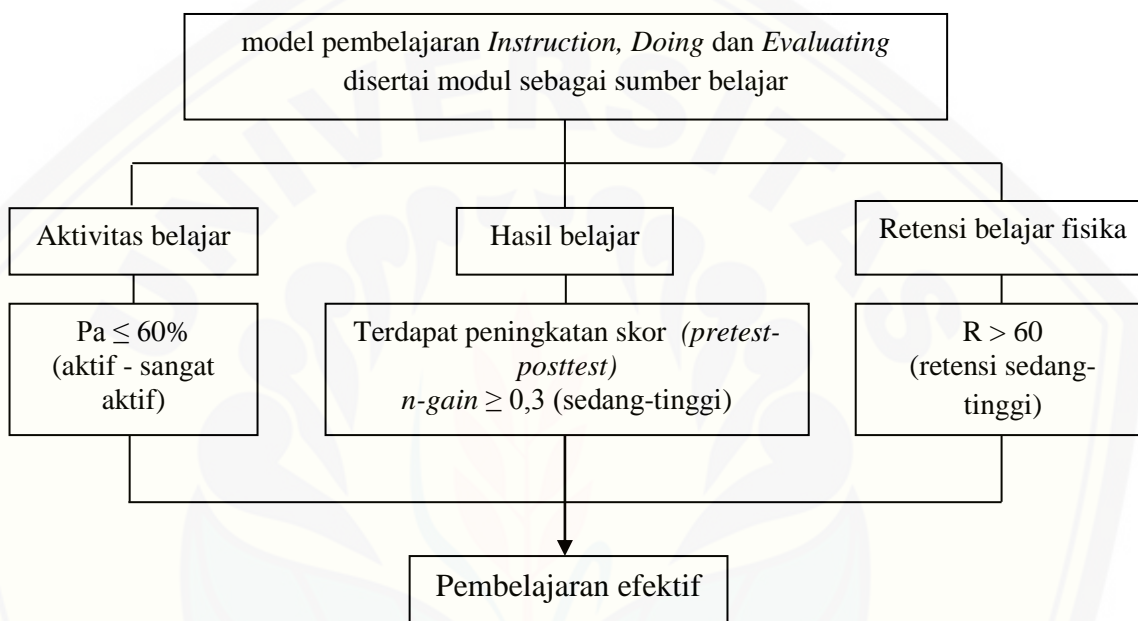 model pembelajaran Instruction, Doing dan Evaluating
disertai modul sebagai sumber belajar
UNIVERSITAS
Aktivitas belajar
Hasil belajar
Retensi belajar fisika
Pa ≤ 60%
(aktif - sangat
aktif)
Terdapat peningkatan skor (pretest-
posttest)
n-gain ≥ 0,3 (sedang-tinggi)
R > 60
(retensi sedang-
tinggi)
Pembelajaran efektif